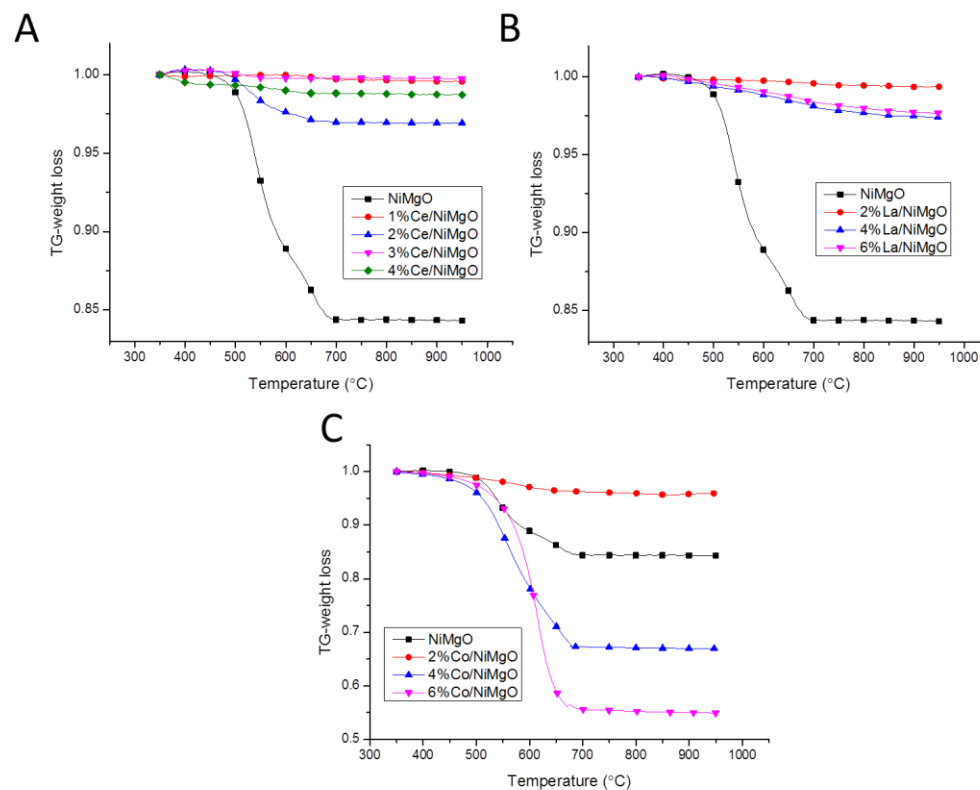 A
1.00
0.95
0.90
0.85
TG-weight loss
NiMgO
1%Ce/NiMgO
2%Ce/NiMgO
3%Ce/NiMgO
4%Ce/NiMgO
300 400 500 600 700 800 900 1000
Temperature (°C)
B
1.00
0.95
0.90
0.85
TG-weight loss
NiMgO
2%La/NiMgO
4%La/NiMgO
6%La/NiMgO
300 400 500 600 700 800 900 1000
Temperature (°C)
C
1.0
0.9
0.8
0.7
0.6
0.5
TG-weight loss
NiMgO
2%Co/NiMgO
4%Co/NiMgO
6%Co/NiMgO
300 400 500 600 700 800 900 1000
Temperature (°C)